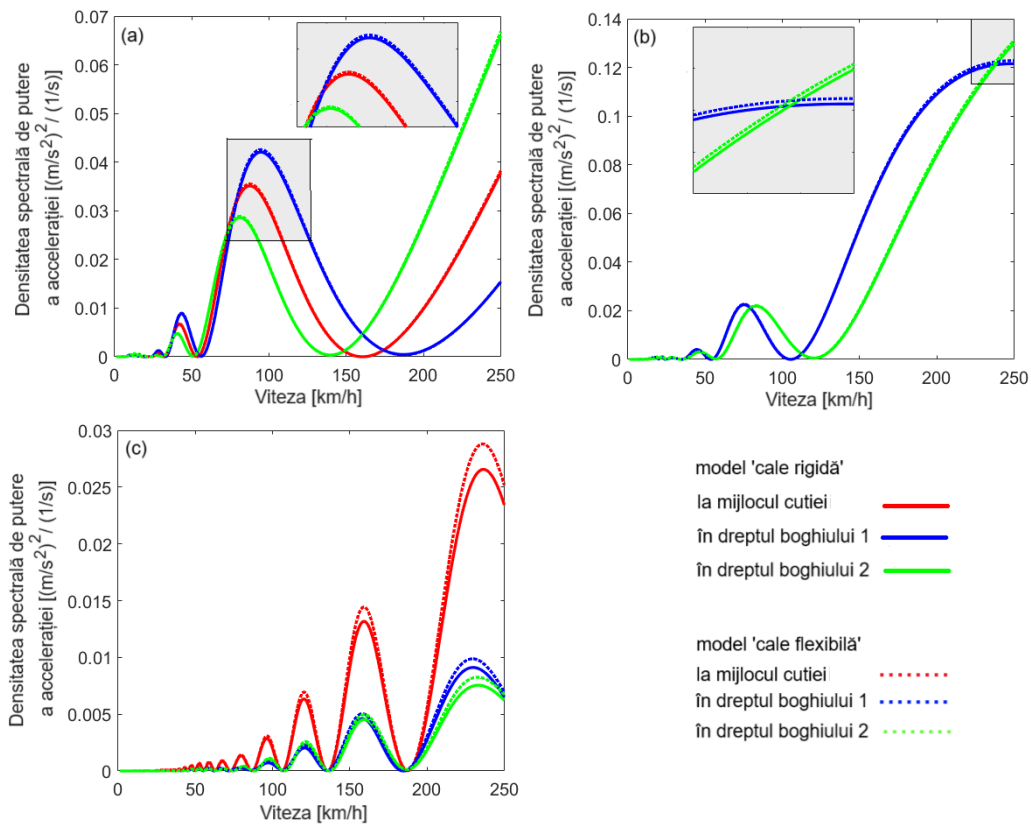 (a)
0.07
0.06
0.05
0.04
0.03
0.02
0.01
0
0 50 100 150 200 250
Viteza [km/h]
Densitatea spectrală de putere
a accelerației [(m/s²)²/ (1/s)]
(b)
0.14
0.12
0.1
0.08
0.06
0.04
0.02
0
0 50 100 150 200 250
Viteza [km/h]
Densitatea spectrală de putere
a accelerației [(m/s²)²/ (1/s)]
(c)
0.03
0.025
0.02
0.015
0.01
0.005
0
0 50 100 150 200 250
Viteza [km/h]
Densitatea spectrală de putere
a accelerației [(m/s²)²/ (1/s)]
model 'cale rigidă'
la mijlocul cutiei
în dreptul boghiului 1
în dreptul boghiului 2
model 'cale flexibilă'
la mijlocul cutiei
în dreptul boghiului 1
în dreptul boghiului 2